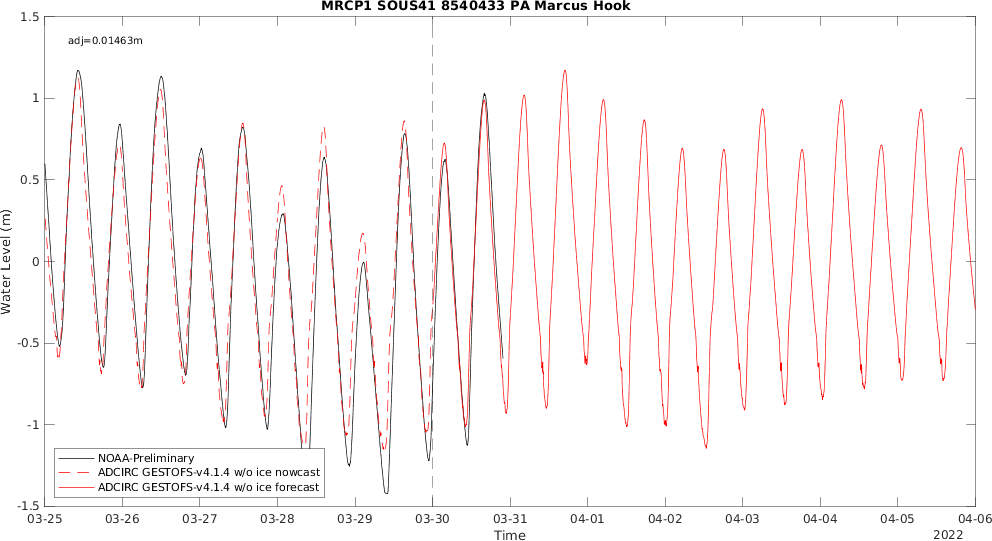 MRCP1 SOUS41 8540433 PA Marcus Hook
adj=0.01463m
Water Level (m)
1.5
1
0.5
0
-0.5
-1
-1.5
NOAA-Preliminary
ADCIRC GESTOFS-v4.1.4 w/o ice nowcast
ADCIRC GESTOFS-v4.1.4 w/o ice forecast
03-25 03-26 03-27 03-28 03-29 03-30 03-31 04-01 04-02 04-03 04-04 04-05 04-06
Time
2022